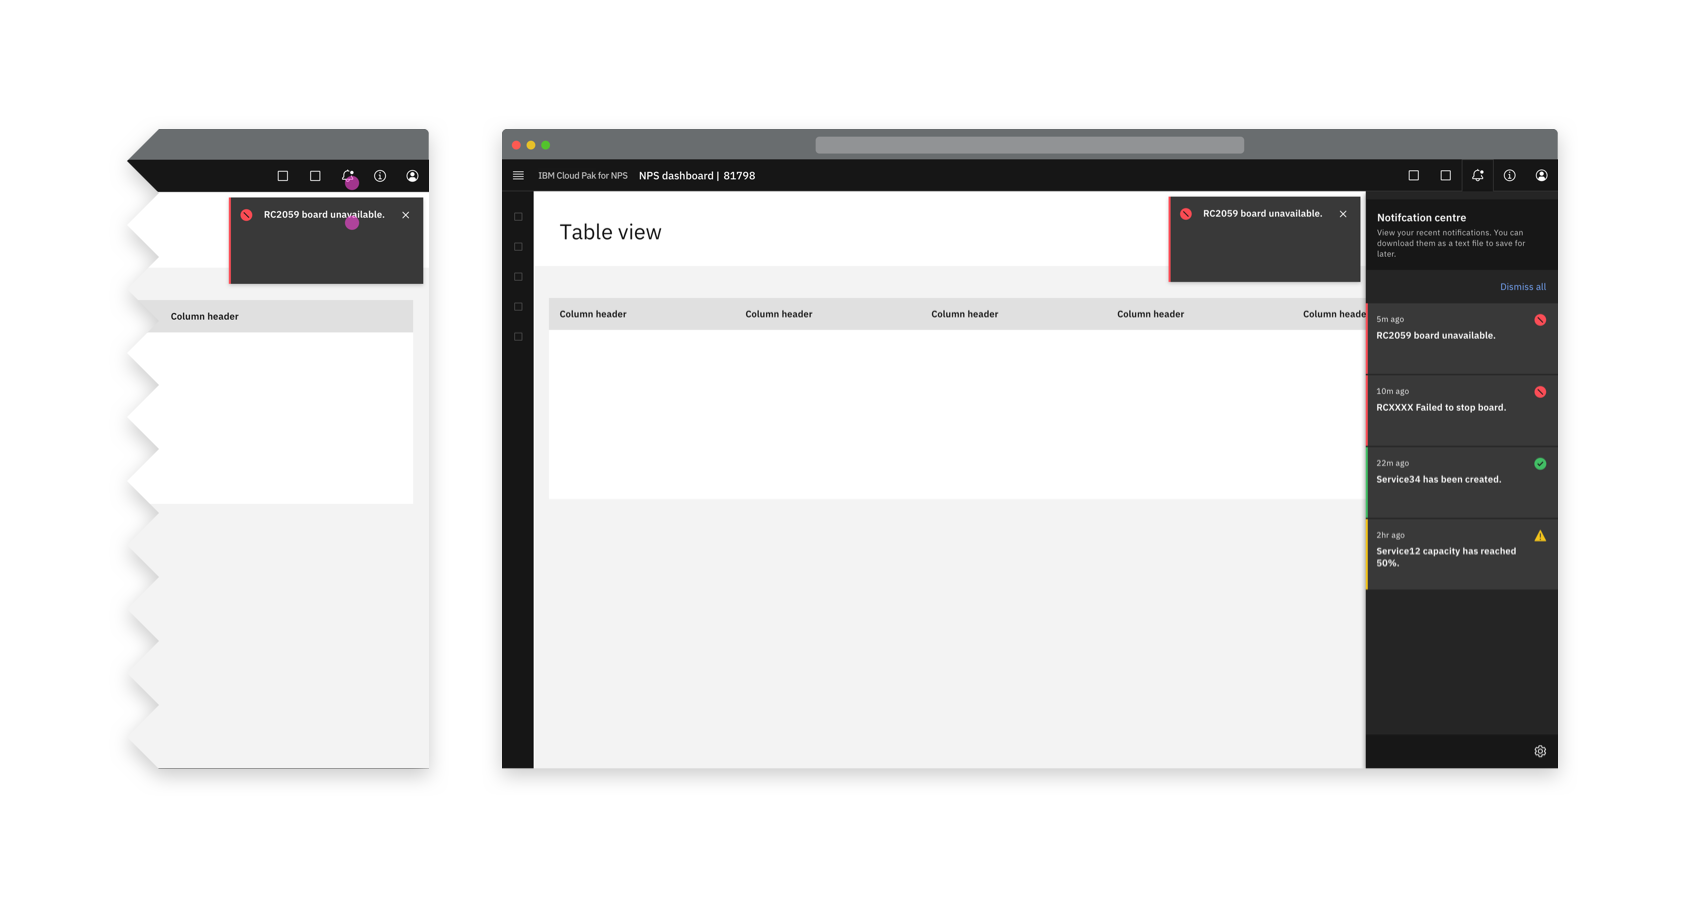 RC2059 board unavailable.
Column header
IBM Cloud Pak for NPS NPS dashboard | 81798
Table view
RC2059 board unavailable.
Column header Column header Column header Column header Column heade
Notifcation centre
View your recent notifications. You can
download them as a text file to save for
later.
Dismiss all
5m ago
RC2059 board unavailable.
10m ago
RCXXXX Failed to stop board.
22m ago
Service34 has been created.
2hr ago
Service12 capacity has reached
50%.